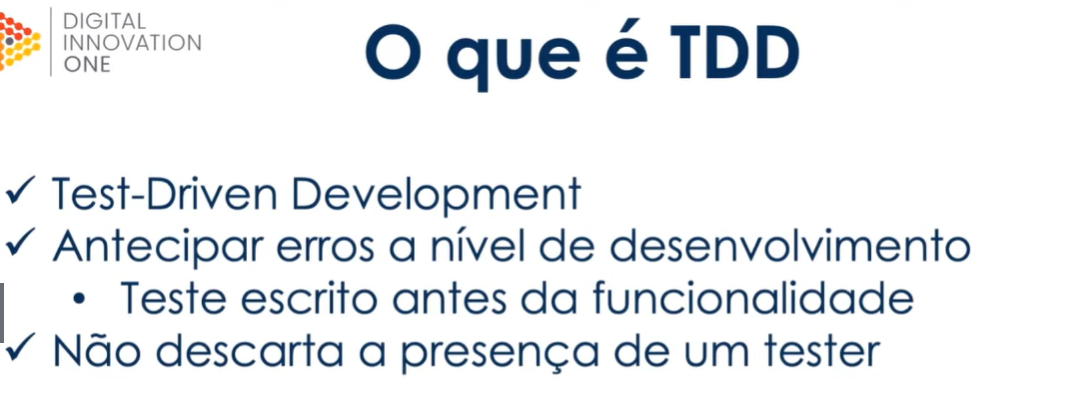 DIGITAL
INNOVATION
ONE
O que é TDD
✓ Test-Driven Development
✓ Antecipar erros a nível de desenvolvimento
• Teste escrito antes da funcionalidade
✓ Não descarta a presença de um tester